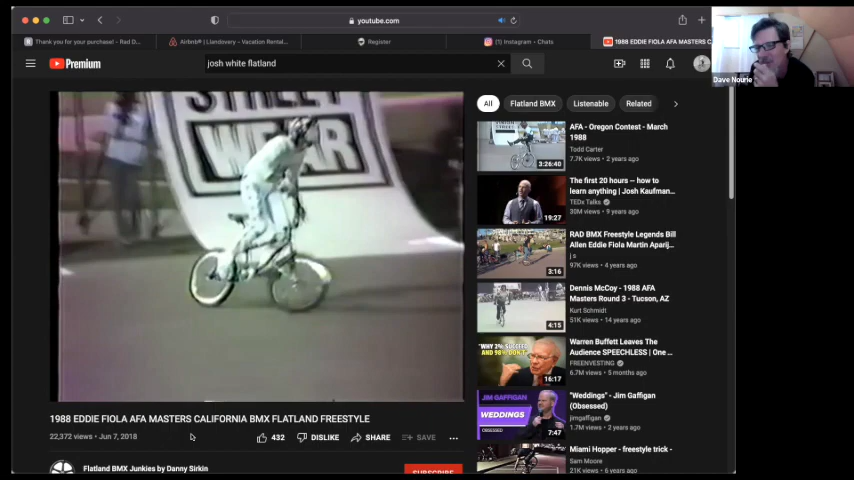 youtube.com
Thank you for your purchase! - Rad D...
Airbnb® | Llandovery - Vacation Rental...
Register
Instagram • Chats
1988 EDDIE FIOLA AFA MASTERS C
Dave Nourie
Premium
josh white flatland
STREET
WEAR
All
Flatland BMX
Listenable
Related
AFA - Oregon Contest - March
1988
Todd Carter
7.7K views • 2 years ago
3:26:40
The first 20 hours -- how to
learn anything | Josh Kaufman...
TEDx Talks
30M views • 9 years ago
19:27
RAD BMX Freestyle Legends Bill
Allen Eddie Fiola Martin Aparij...
j s
97K views • 4 years ago
3:16
Dennis McCoy - 1988 AFA
Masters Round 3 - Tucson, AZ
Kurt Schmidt
51K views • 14 years ago
4:15
"WHY 2% SUCCEED
AND 98% DON'T
Warren Buffett Leaves The
Audience SPEECHLESS | One ...
FREENVESTING
6.7M views • 5 months ago
16:17
JIM GAFFIGAN
WEDDINGS
OBSESSED
"Weddings" - Jim Gaffigan
(Obsessed)
jimgaffigan
1.7M views • 2 years ago
7:47
Miami Hopper - freestyle trick -
Sam Moore
21K views • 6 years ago
1988 EDDIE FIOLA AFA MASTERS CALIFORNIA BMX FLATLAND FREESTYLE
22,372 views • Jun 7, 2018
432
DISLIKE
SHARE
SAVE
Flatland BMX Junkies by Danny Sirkin
SUBSCRIBE